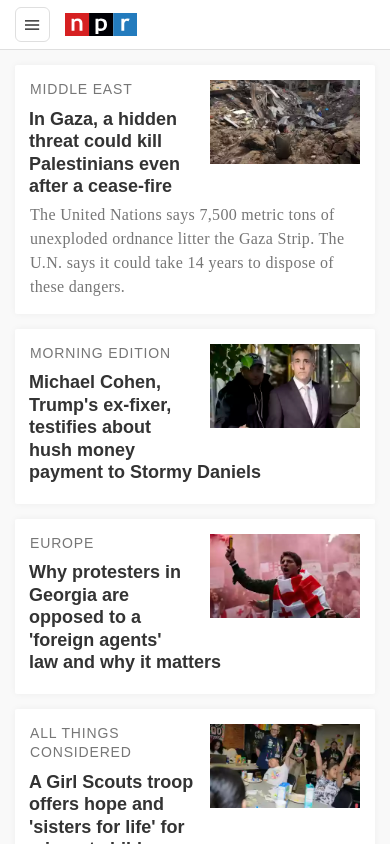 npr
MIDDLE EAST
In Gaza, a hidden
threat could kill
Palestinians even
after a cease-fire
The United Nations says 7,500 metric tons of
unexploded ordnance litter the Gaza Strip. The
U.N. says it could take 14 years to dispose of
these dangers.
MORNING EDITION
Michael Cohen,
Trump's ex-fixer,
testifies about
hush money
payment to Stormy Daniels
EUROPE
Why protesters in
Georgia are
opposed to a
'foreign agents'
law and why it matters
ALL THINGS
CONSIDERED
A Girl Scouts troop
offers hope and
'sisters for life' for